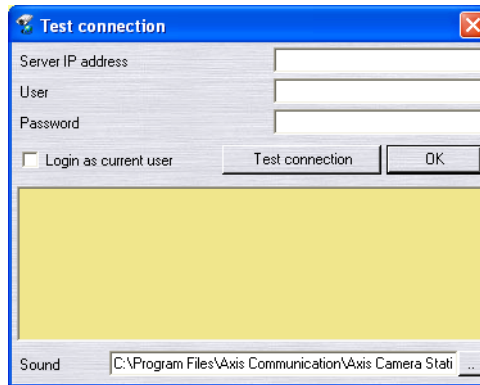 Test connection
Server IP address
User
Password
Login as current user Test connection OK
Sound C:\Program Files\Axis Communication\Axis Camera Stati ...